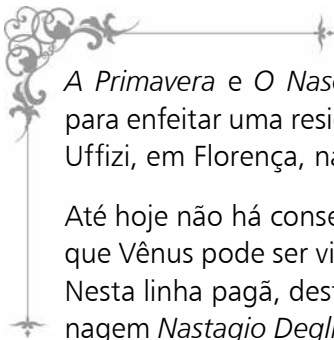 A Primavera e O Nas
para enfeitar uma resi
Uffizi, em Florença, na
Até hoje não há conse
que Vênus pode ser vi
Nesta linha pagã, des
nagem Nastagio Degl